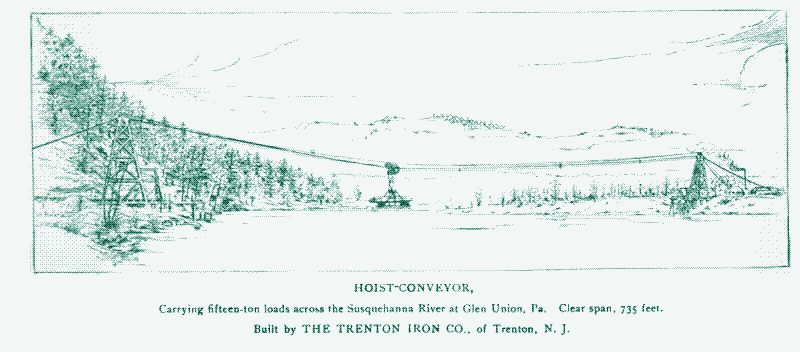 HOIST-CONVEYOR,
Carrying fifteen-ton loads across the Susquehanna River at Glen Union, Pa. Clear span, 735 feet.
Built by THE TRENTON IRON CO., of Trenton, N. J.